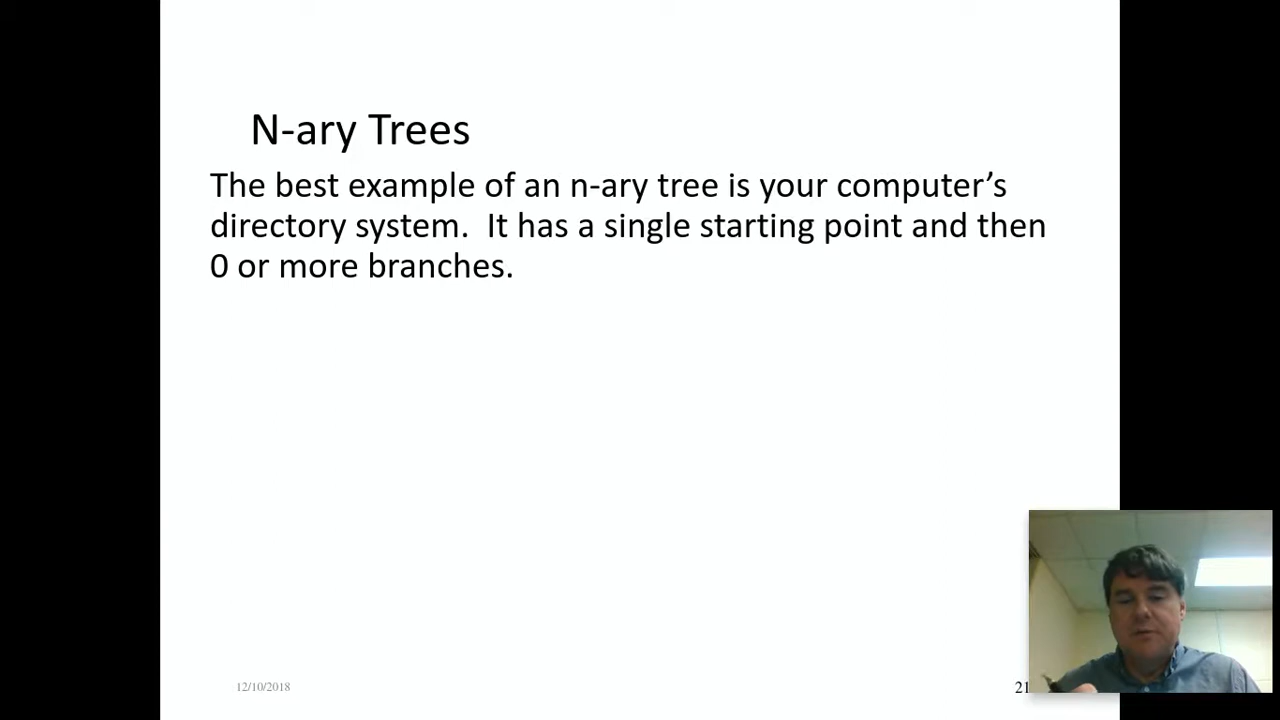 N-ary Trees
The best example of an n-ary tree is your computer’s
directory system.  It has a single starting point and then
0 or more branches.
12/10/2018
21